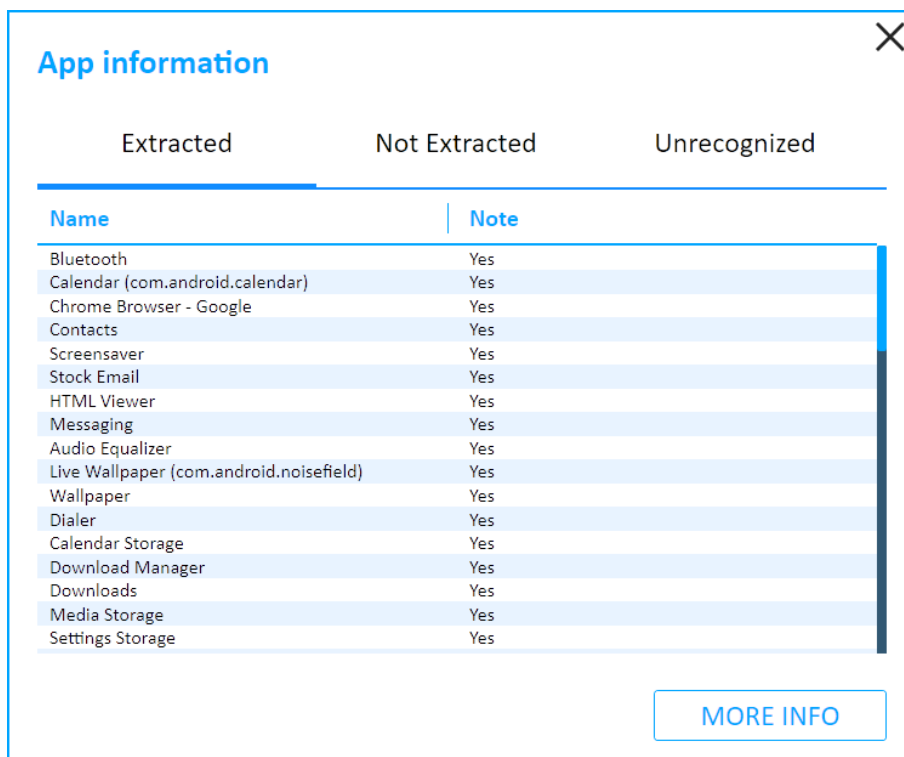 App information
Extracted Not Extracted Unrecognized
Name Note
Bluetooth Yes
Calendar (com.android.calendar) Yes
Chrome Browser - Google Yes
Contacts Yes
Screensaver Yes
Stock Email Yes
HTML Viewer Yes
Messaging Yes
Audio Equalizer Yes
Live Wallpaper (com.android.noisefield) Yes
Wallpaper Yes
Dialer Yes
Calendar Storage Yes
Download Manager Yes
Downloads Yes
Media Storage Yes
Settings Storage Yes
MORE INFO